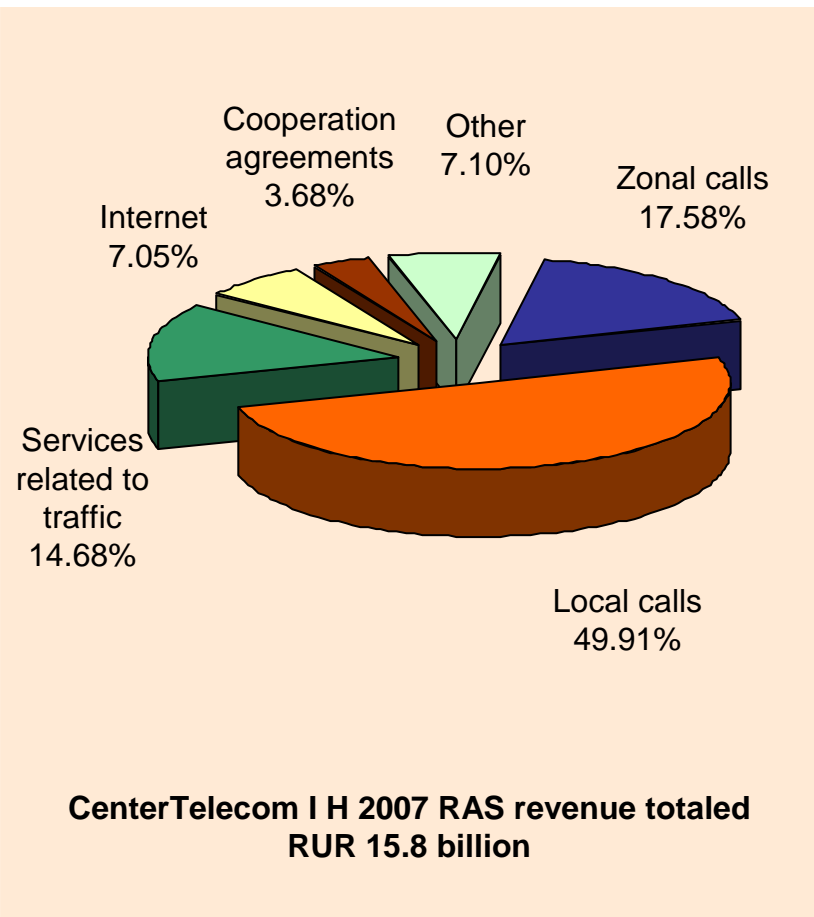 Cooperation
agreements
3.68%
Other
7.10%
Zonal calls
17.58%
Internet
7.05%
Services
related to
traffic
14.68%
Local calls
49.91%
CenterTelecom I H 2007 RAS revenue totaled
RUR 15.8 billion